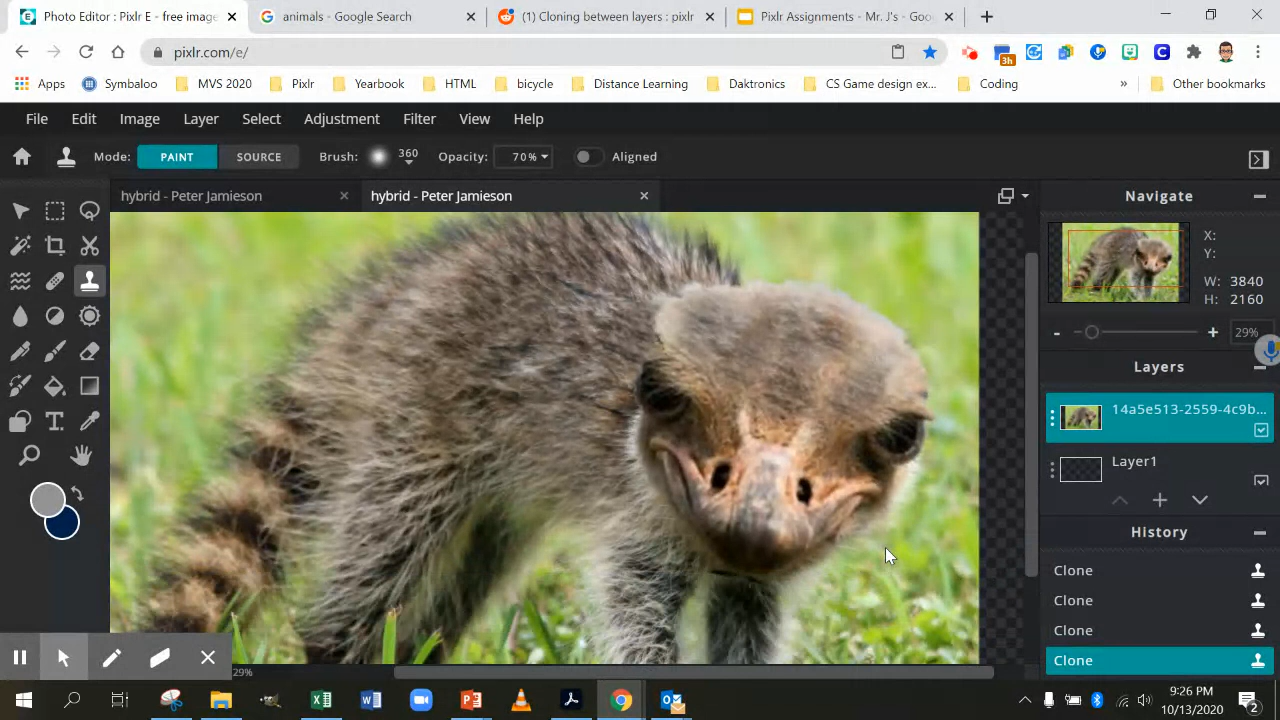 Photo Editor : Pixlr - free image
animals - Google Search
(1) Cloning between layers : pixlr
Pixlr Assignments - Mr. J's - Goo
pixlr.com/e/
3h
Apps
Symbaloo
MVS 2020
Pixlr
Yearbook
HTML
bicycle
Distance Learning
Daktronics
CS Game design ex...
Coding
»
Other bookmarks
File
Edit
Image
Layer
Select
Adjustment
Filter
View
Help
Mode:
PAINT
SOURCE
Brush:
360
Opacity:
70%
Aligned
hybrid - Peter Jamieson
hybrid - Peter Jamieson
Navigate
X:
Y:
W: 3840
H: 2160
29%
Layers
14a5e513-2559-4c9b...
Layer1
History
Clone
Clone
Clone
Clone
29%
9:26 PM
10/13/2020
2